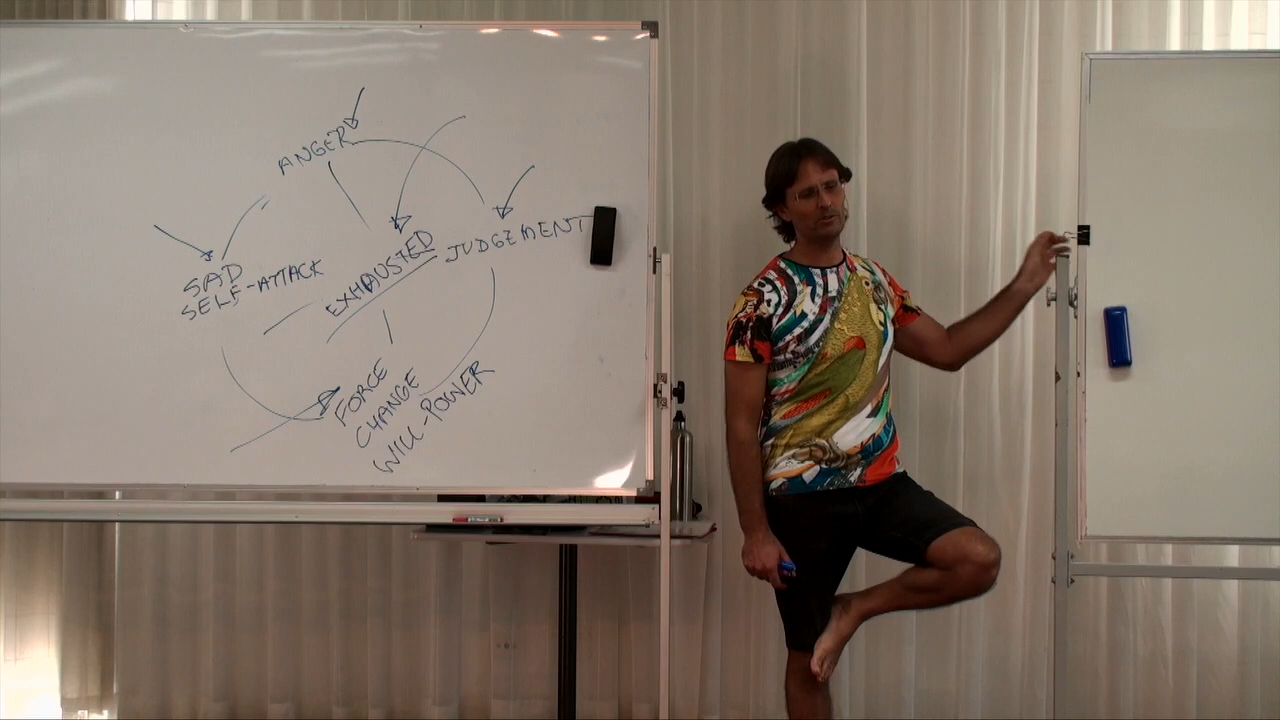 ANGER
SAD
SELF-ATTACK
EXHAUSTED
JUDGEMENT
FORCE
CHANGE
WILL-POWER